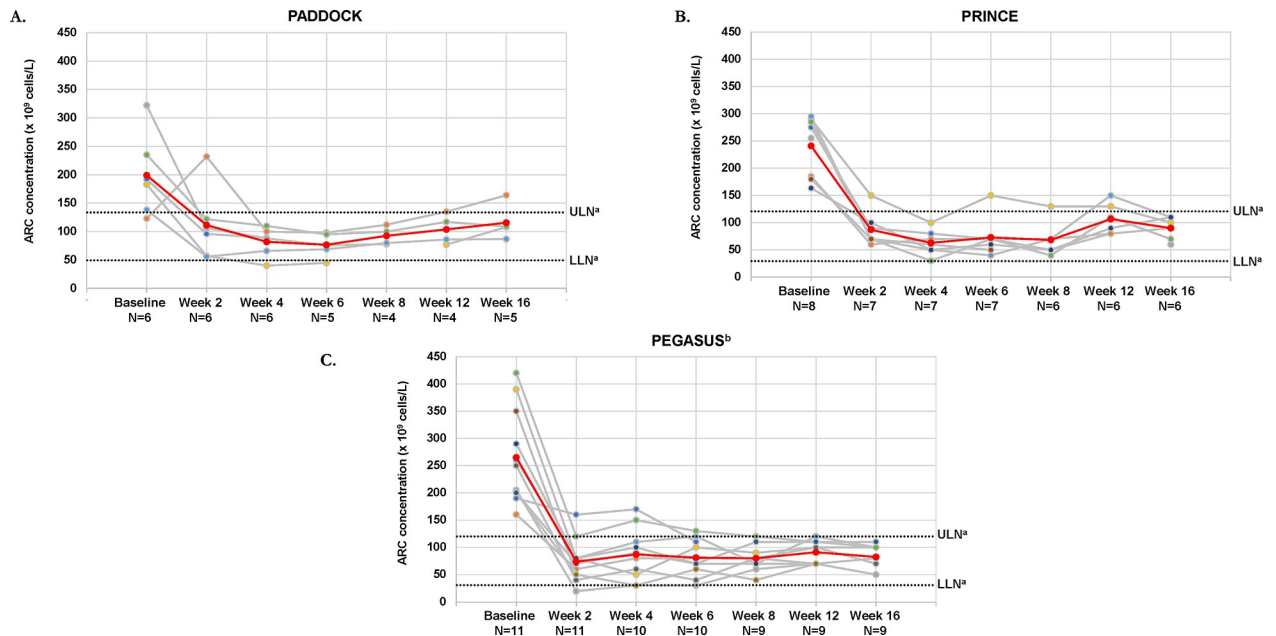 A.
PADDOCK
ARC concentration (x 10⁹ cells/L)
450
400
350
300
250
200
150
100
50
0
ULNᵃ
LLNᵃ
Baseline Week 2 Week 4 Week 6 Week 8 Week 12 Week 16
N=6 N=6 N=6 N=5 N=4 N=4 N=5
B.
PRINCE
ARC concentration (x 10⁹ cells/L)
450
400
350
300
250
200
150
100
50
0
ULNᵃ
LLNᵃ
Baseline Week 2 Week 4 Week 6 Week 8 Week 12 Week 16
N=8 N=7 N=7 N=7 N=6 N=6 N=6
C.
PEGASUSᵇ
ARC concentration (x 10⁹ cells/L)
450
400
350
300
250
200
150
100
50
0
ULNᵃ
LLNᵃ
Baseline Week 2 Week 4 Week 6 Week 8 Week 12 Week 16
N=11 N=11 N=10 N=10 N=9 N=9 N=9